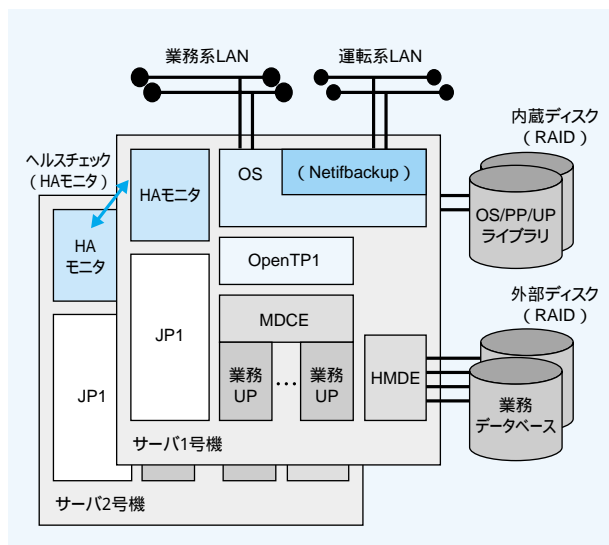 業務系LAN
運転系LAN
内蔵ディスク
（RAID）
ヘルスチェック
（HAモニタ）
HAモニタ
OS
（Netifbackup）
OS/PP/UP
ライブラリ
HA
モニタ
OpenTP1
外部ディスク
（RAID）
JP1
MDCE
業務
UP
…
業務
UP
HMDE
業務
データベース
JP1
サーバ1号機
サーバ2号機